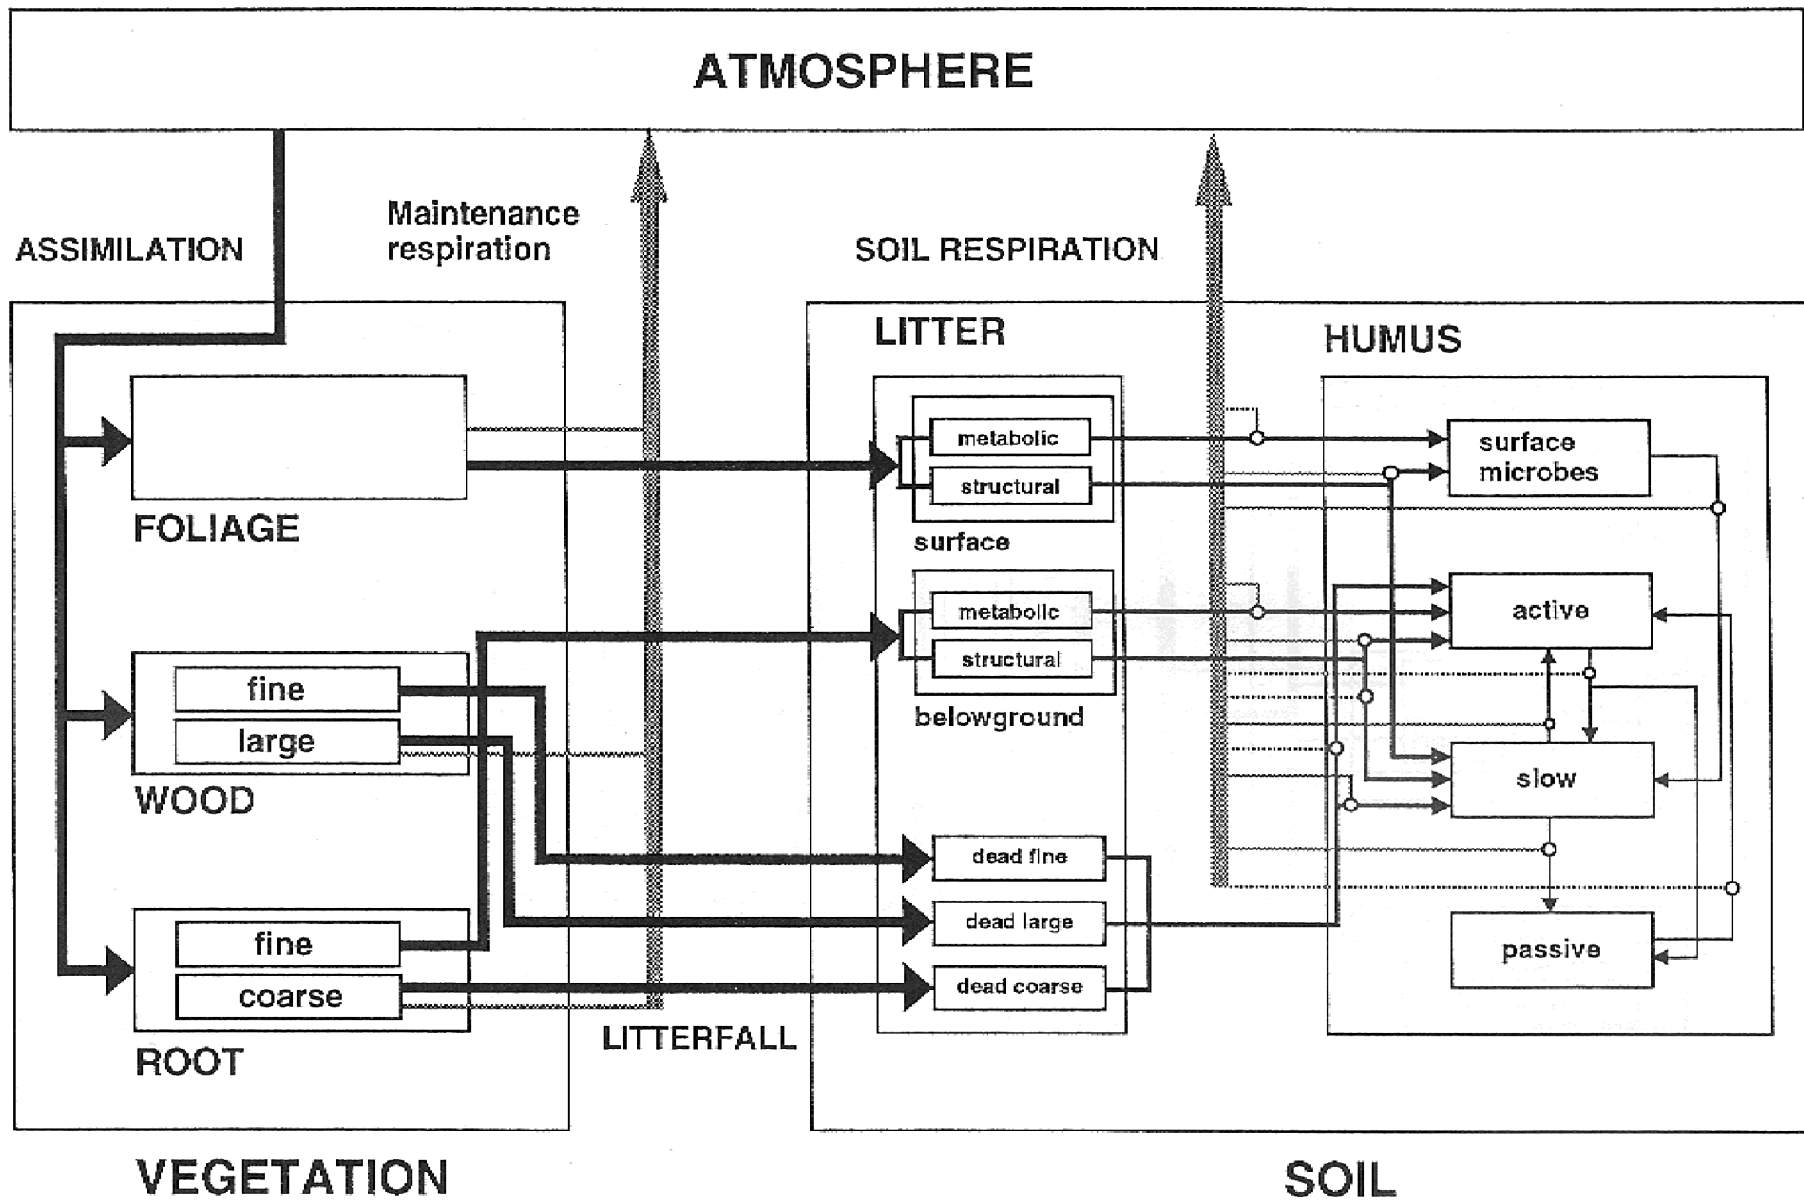 ATMOSPHERE
ASSIMILATION
Maintenance
respiration
SOIL RESPIRATION
FOLIAGE
fine
large
WOOD
fine
coarse
ROOT
LITTERFALL
VEGETATION
LITTER
metabolic
structural
surface
metabolic
structural
belowground
dead fine
dead large
dead coarse
HUMUS
surface
microbes
active
slow
passive
SOIL